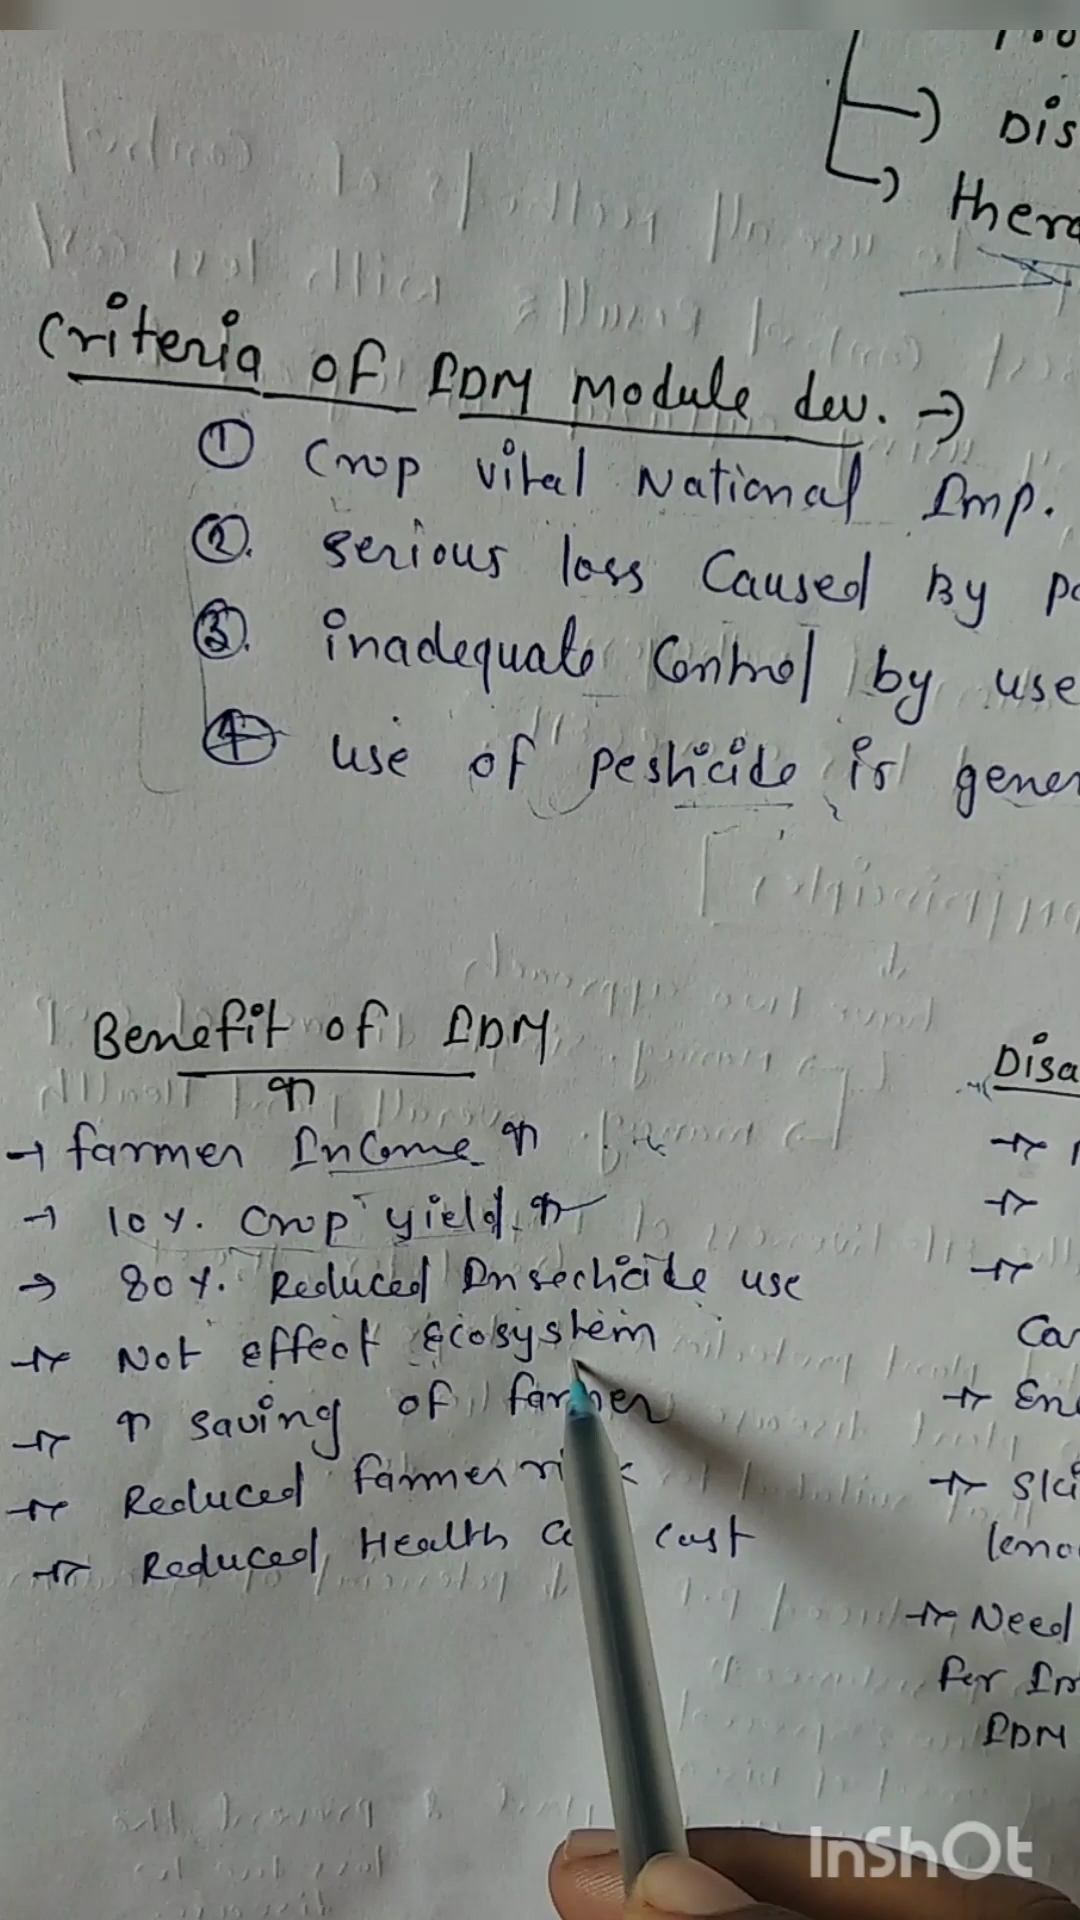 Dis
thera
Criteria of IDM Module dev. →
① Crop vital National Imp.
②. serious loss Caused By
③. inadequate Control by use
④ use of pesticide is gener
Benefit of IDM
→ farmer Income ↑
→ 10%. Crop yield ↑
→ 80%. Reduced Insecticide use
→ Not effect Ecosystem
→ ↑ saving of farmer
→ Reduced farmer
→ Reduced Health cost
Disa
Ca
→ En
→ Ski
→ Need
for Im
IDM
InShOt